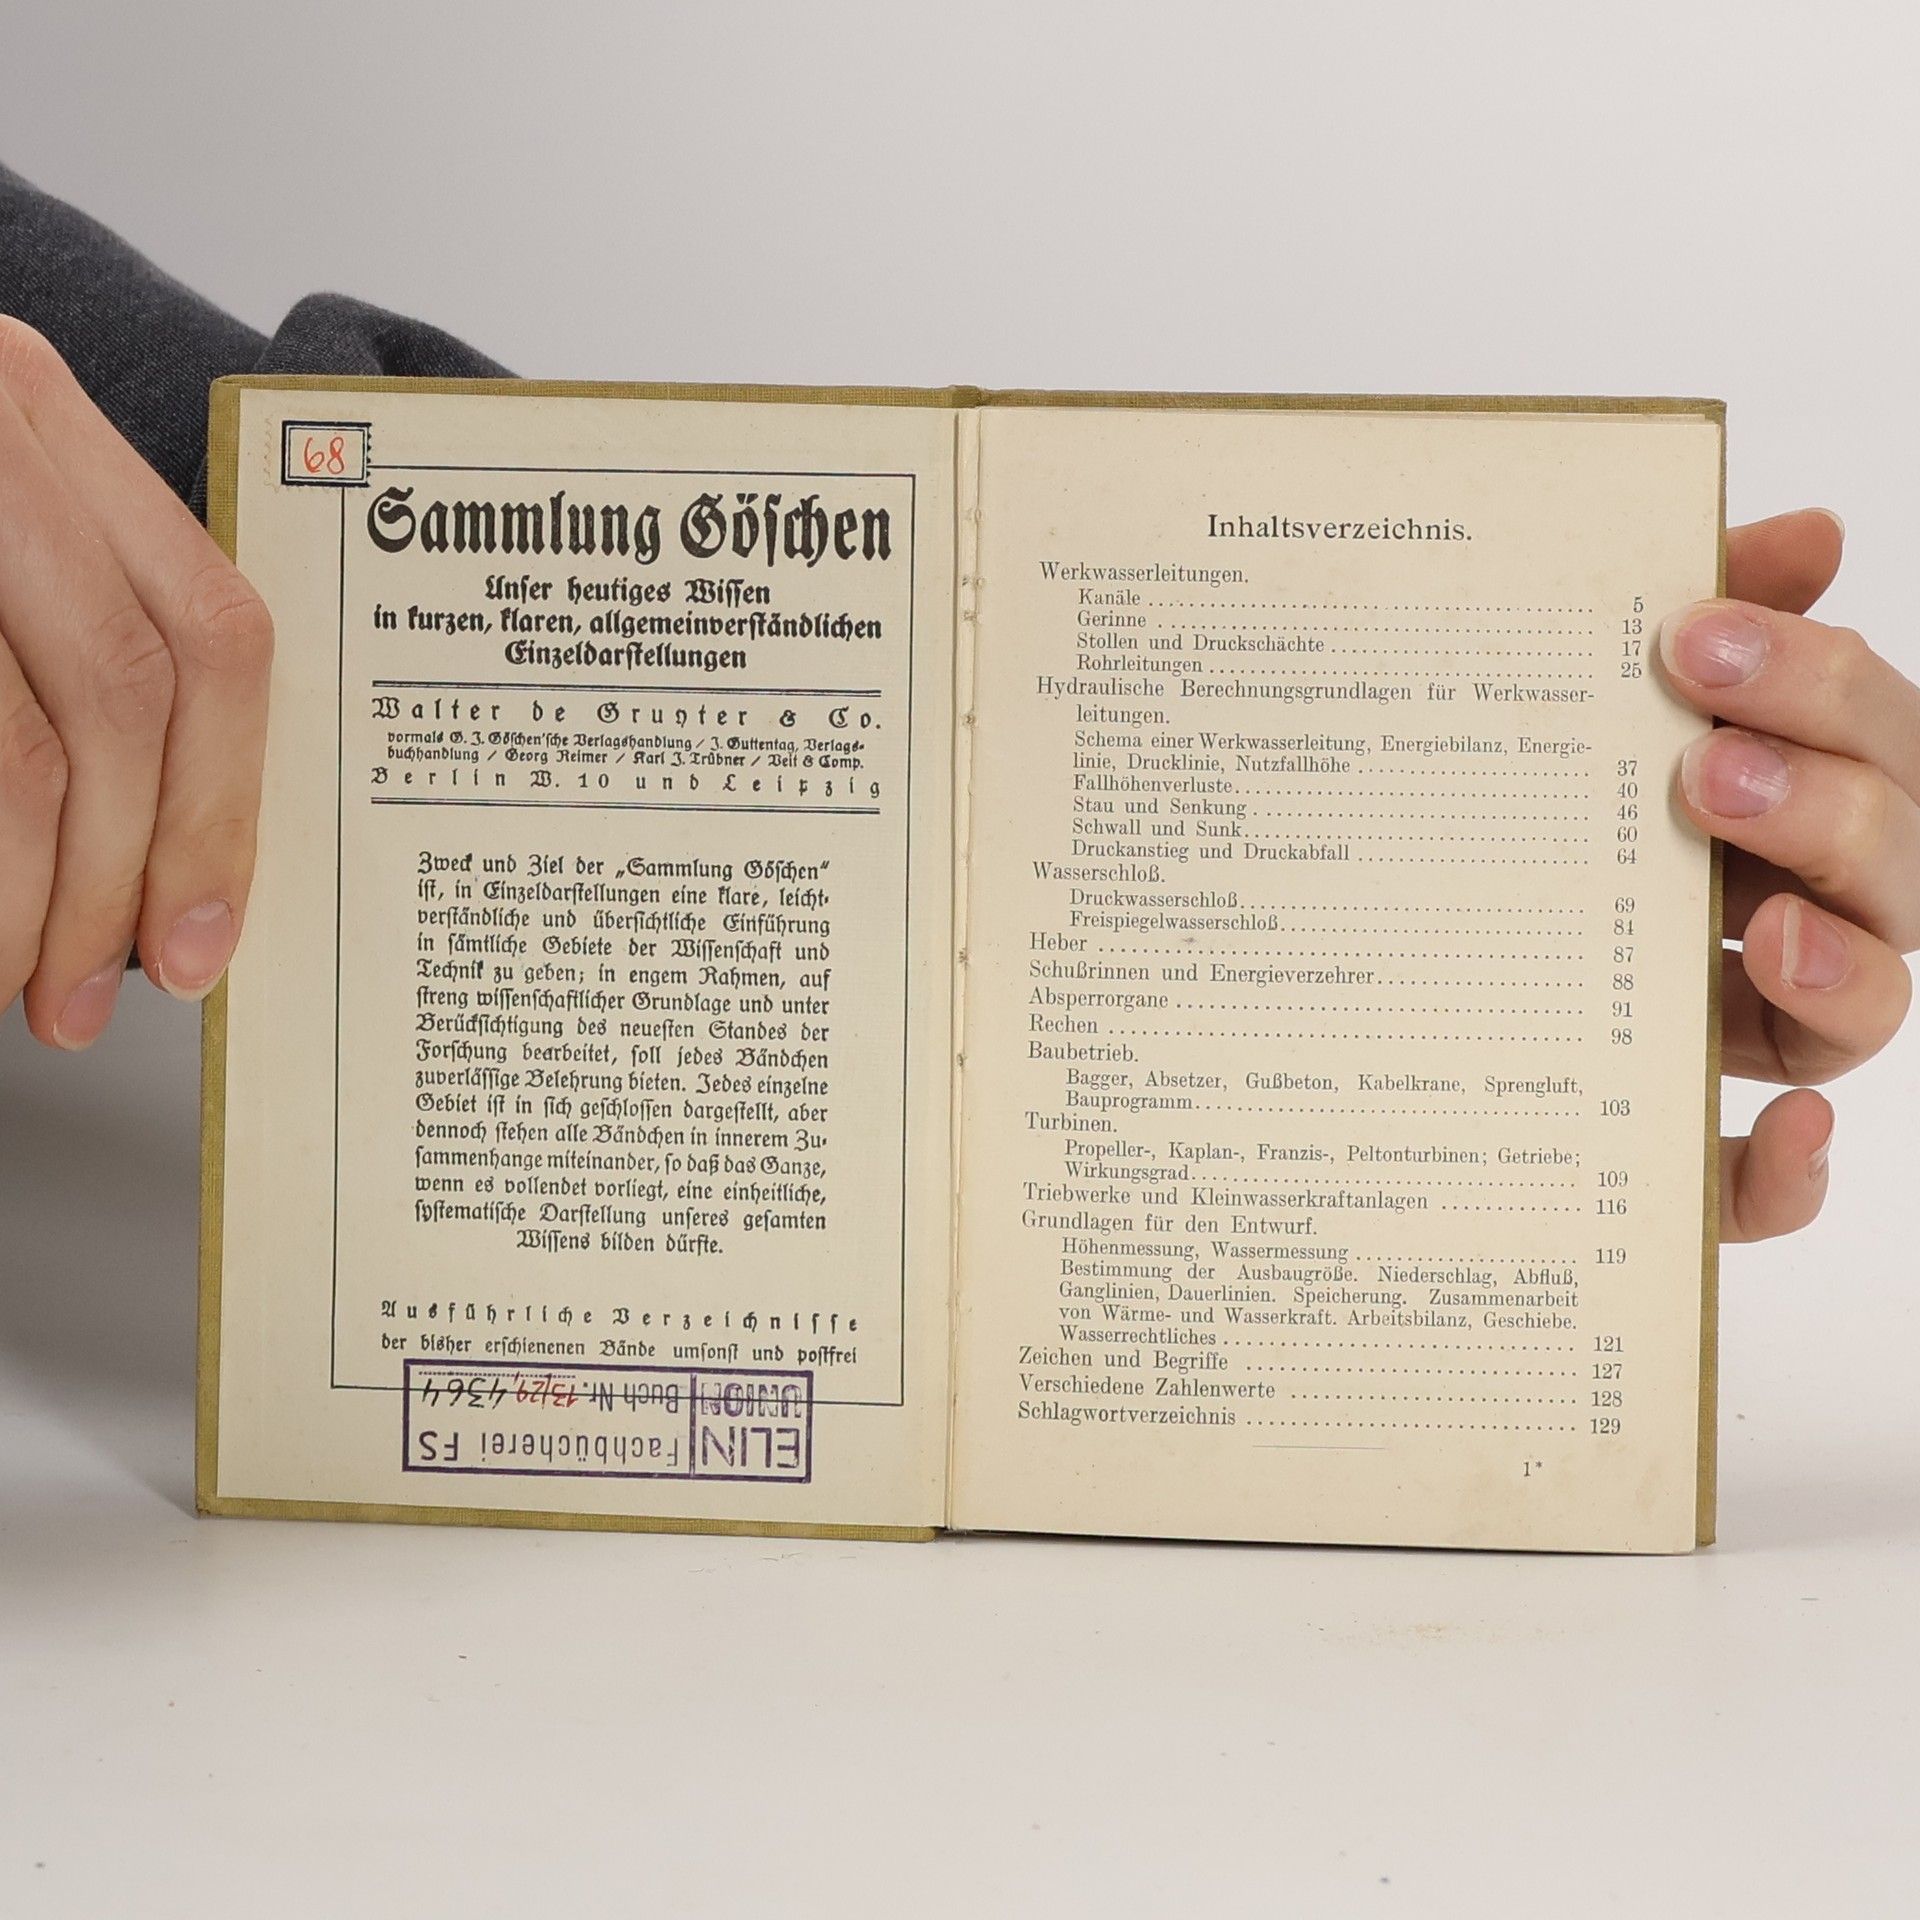 68
Sammlung Göschen
Unser heutiges Wissen
in kurzen, klaren, allgemeinverständlichen
Einzeldarstellungen
Walter de Gruyter & Co.
vormals G. J. Göschen'sche Verlagshandlung / J. Guttentag, Verlags-
buchhandlung / Georg Reimer / Karl J. Trübner / Veit & Comp.
Berlin W. 10 und Leipzig
Zweck und Ziel der „Sammlung Göschen“
ist, in Einzeldarstellungen eine klare, leicht-
verständliche und übersichtliche Einführung
in sämtliche Gebiete der Wissenschaft und
Technik zu geben; in engem Rahmen, auf
streng wissenschaftlicher Grundlage und unter
Berücksichtigung des neuesten Standes der
Forschung bearbeitet, soll jedes Bändchen
zuverlässige Belehrung bieten. Jedes einzelne
Gebiet ist in sich geschlossen dargestellt, aber
dennoch stehen alle Bändchen in innerem Zu-
sammenhange miteinander, so daß das Ganze,
wenn es vollendet vorliegt, eine einheitliche,
systematische Darstellung unseres gesamten
Wissens bilden dürfte.
Ausführliche Verzeichnisse
der bisher erschienenen Bände umsonst und postfrei
ELIN Fachbücherei FS
UNION Buch Nr. 13/29, 4364
Inhaltsverzeichnis.
Werkwasserleitungen.
Kanäle ........ 5
Gerinne ........ 13
Stollen und Druckschächte ........ 17
Rohrleitungen ........ 25
Hydraulische Berechnungsgrundlagen für Werkwasser-
leitungen.
Schema einer Werkwasserleitung, Energiebilanz, Energie-
linie, Drucklinie, Nutzfallhöhe ........ 37
Fallhöhenverluste ........ 40
Stau und Senkung ........ 46
Schwall und Sunk ........ 60
Druckanstieg und Druckabfall ........ 64
Wasserschloß.
Druckwasserschloß ........ 69
Freispiegelwasserschloß ........ 84
Heber ........ 87
Schußrinnen und Energieverzehrer ........ 88
Absperrorgane ........ 91
Rechen ........ 98
Baubetrieb.
Bagger, Absetzer, Gußbeton, Kabelkrane, Sprengluft,
Bauprogramm ........ 103
Turbinen.
Propeller-, Kaplan-, Franzis-, Peltonturbinen; Getriebe;
Wirkungsgrad ........ 109
Triebwerke und Kleinwasserkraftanlagen ........ 116
Grundlagen für den Entwurf.
Höhenmessung, Wassermessung ........ 119
Bestimmung der Ausbaugröße. Niederschlag, Abfluß,
Ganglinien, Dauerlinien. Speicherung. Zusammenarbeit
von Wärme- und Wasserkraft. Arbeitsbilanz, Geschiebe.
Wasserrechtliches ........ 121
Zeichen und Begriffe ........ 127
Verschiedene Zahlenwerte ........ 128
Schlagwortverzeichnis ........ 129
1*